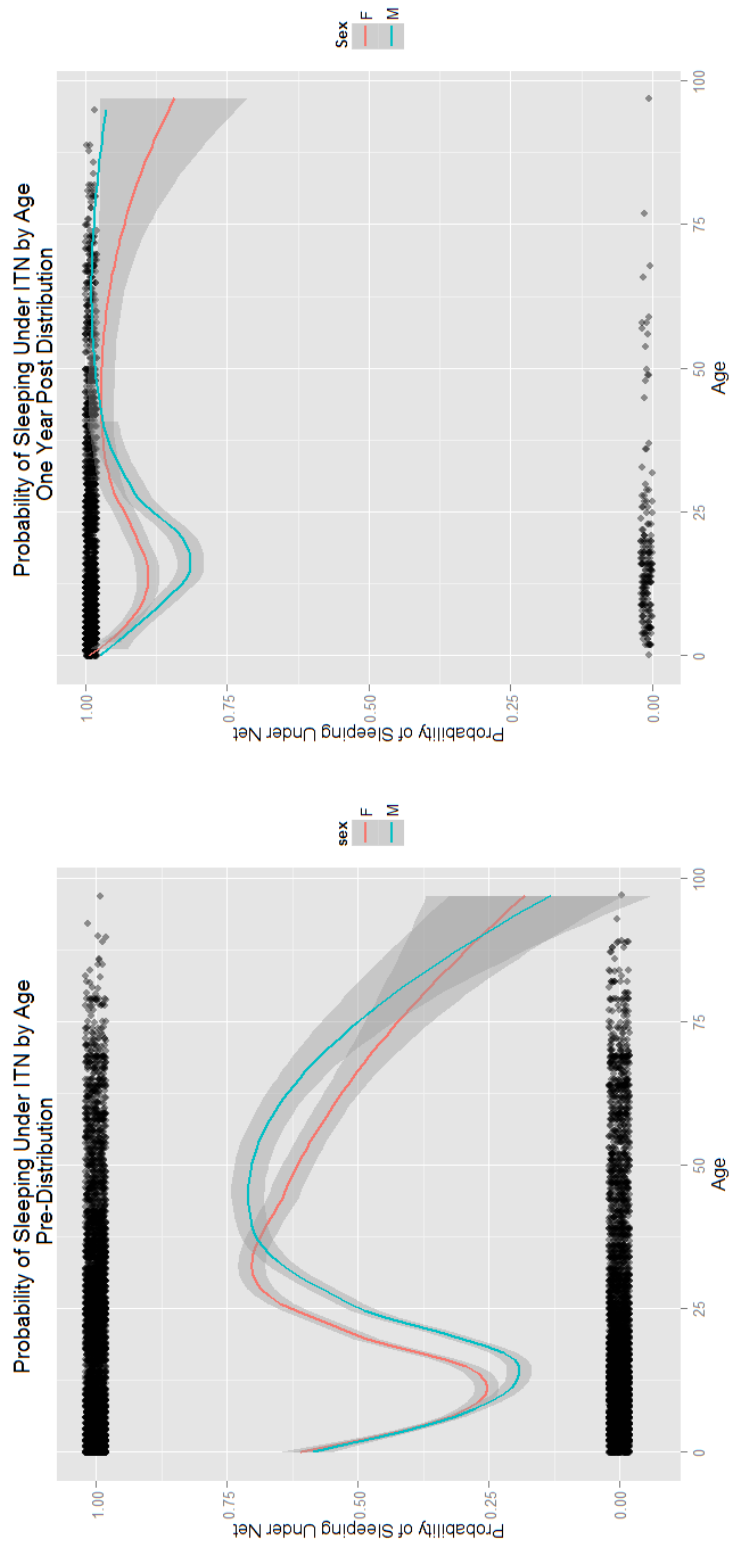 Probability of Sleeping Under ITN by Age
Pre-Distribution
Probability of Sleeping Under Net
1.00
0.75
0.50
0.25
0.00
0
25
50
75
100
Age
sex
F
M
Probability of Sleeping Under ITN by Age
One Year Post Distribution
Probability of Sleeping Under Net
1.00
0.75
0.50
0.25
0.00
0
25
50
75
100
Age
Sex
F
M